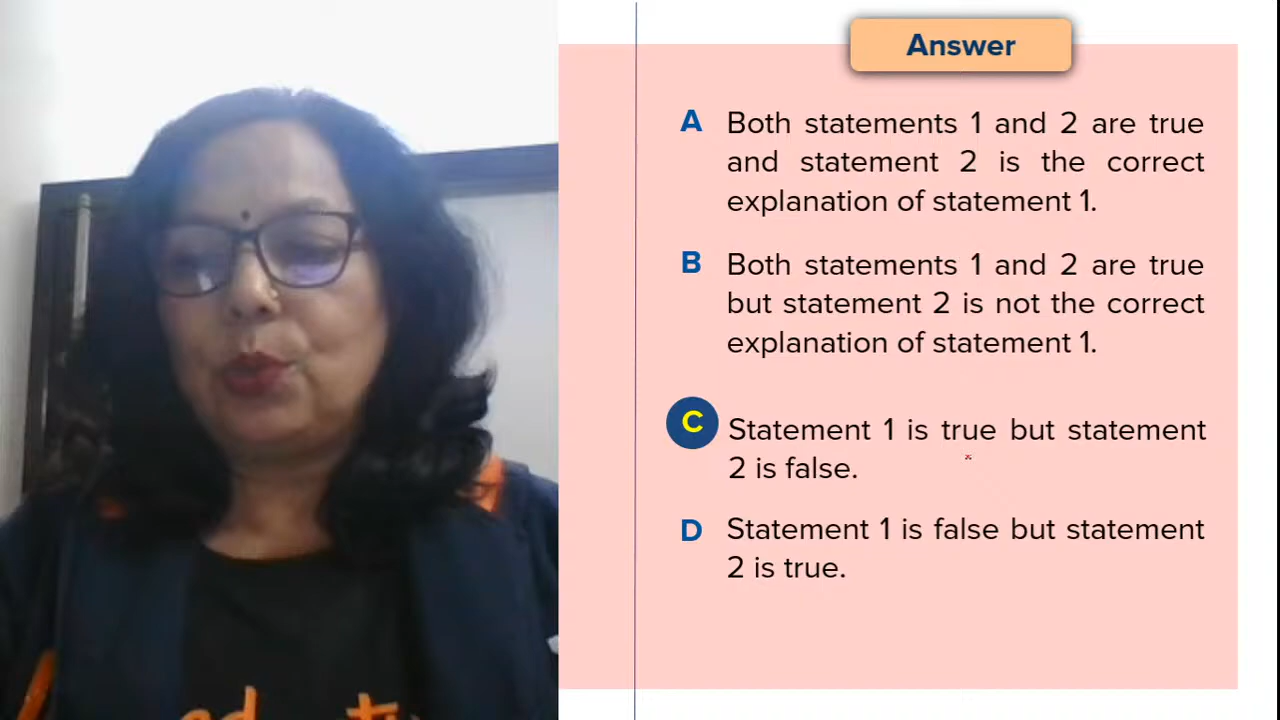 Answer
A Both statements 1 and 2 are true
and statement 2 is the correct
explanation of statement 1.
B Both statements 1 and 2 are true
but statement 2 is not the correct
explanation of statement 1.
C Statement 1 is true but statement
2 is false.
D Statement 1 is false but statement
2 is true.